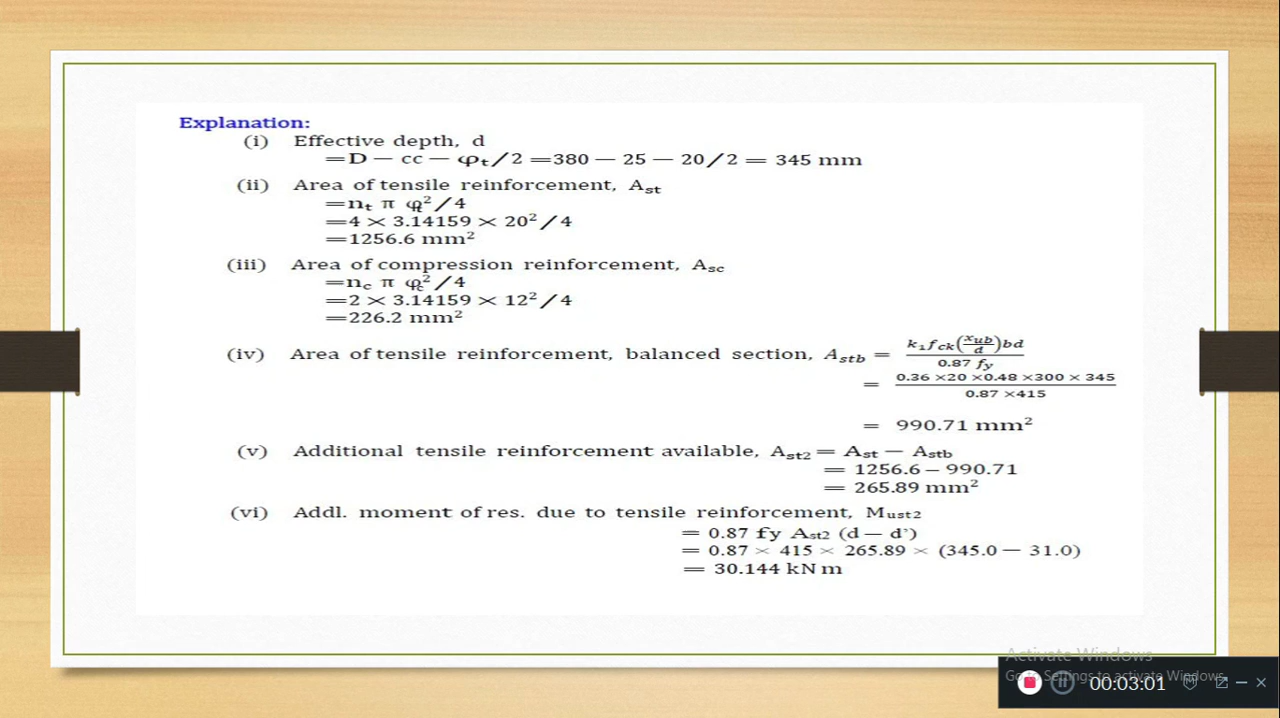 Explanation:
(i) Effective depth, d
=D — cc — φt/2 =380 — 25 — 20/2 = 345 mm
(ii) Area of tensile reinforcement, Ast
=nt π φt²/4
=4 × 3.14159 × 20²/4
=1256.6 mm²
(iii) Area of compression reinforcement, Asc
=nc π φc²/4
=2 × 3.14159 × 12²/4
=226.2 mm²
(iv) Area of tensile reinforcement, balanced section, Astb = k₁fck(xub/d)bd / 0.87 fy
= 0.36 ×20 ×0.48 ×300 × 345 / 0.87 ×415
= 990.71 mm²
(v) Additional tensile reinforcement available, Ast2 = Ast — Astb
= 1256.6 – 990.71
= 265.89 mm²
(vi) Addl. moment of res. due to tensile reinforcement, Must2
= 0.87 fy Ast2 (d — d')
= 0.87 × 415 × 265.89 × (345.0 — 31.0)
= 30.144 kN m
Activate Windows
Go to Settings to activate Windows.
00:03:01